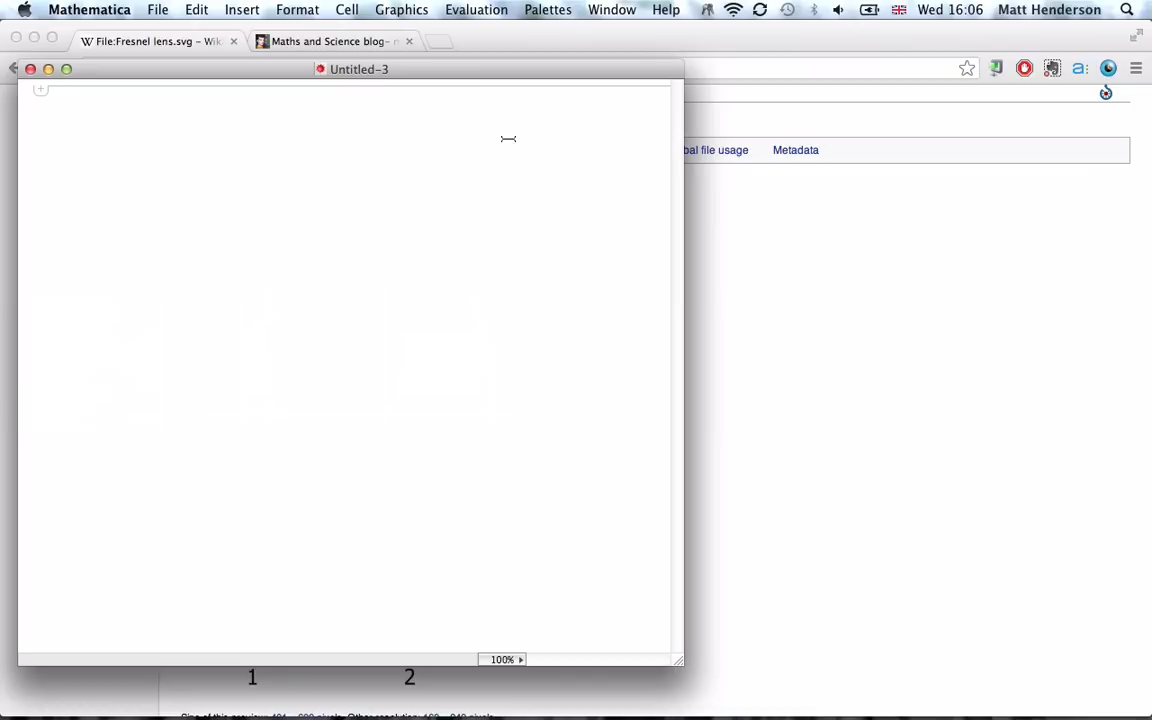 Mathematica File Edit Insert Format Cell Graphics Evaluation Palettes Window Help Wed 16:06 Matt Henderson
File:Fresnel lens.svg – Wik
Maths and Science blog–
Untitled-3
bal file usage Metadata
100%
1 2